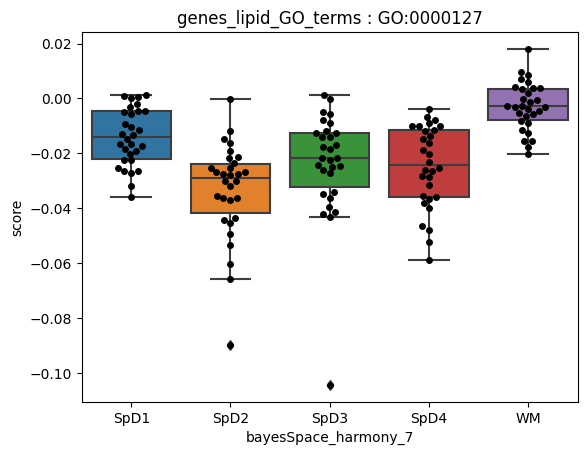 genes_lipid_GO_terms : GO:0000127
0.02
0.00
−0.02
−0.04
−0.06
−0.08
−0.10
score
SpD1 SpD2 SpD3 SpD4 WM
bayesSpace_harmony_7